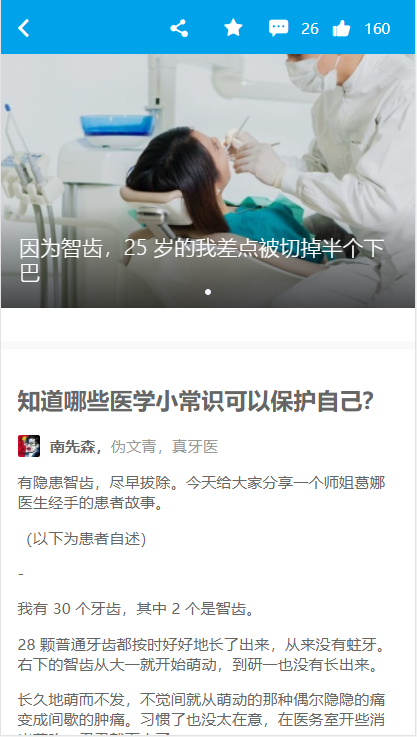 26
160
因为智齿，25 岁的我差点被切掉半个下
巴
知道哪些医学小常识可以保护自己?
南先森，伪文青，真牙医
有隐患智齿，尽早拔除。今天给大家分享一个师姐葛娜
医生经手的患者故事。
（以下为患者自述）
-
我有 30 个牙齿，其中 2 个是智齿。
28 颗普通牙齿都按时好好地长了出来，从来没有蛀牙。
右下的智齿从大一就开始萌动，到研一也没有长出来。
长久地萌而不发，不觉间就从萌动的那种偶尔隐隐的痛
变成间歇的肿痛。习惯了也没太在意，在医务室开些消